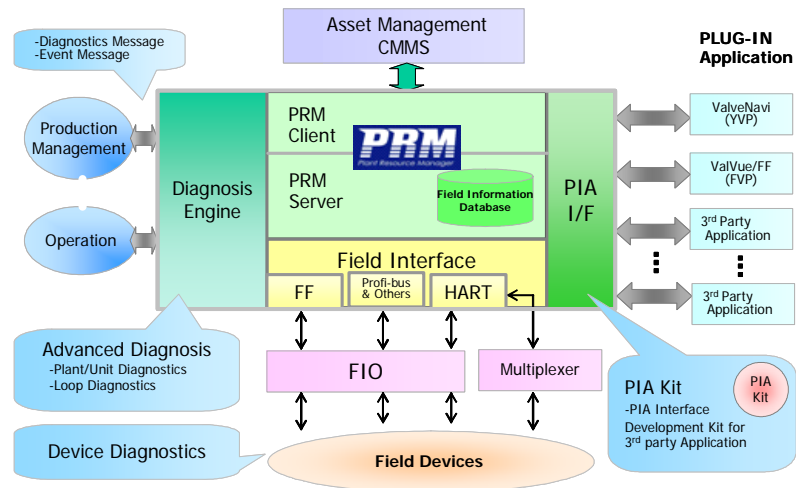 Asset Management
CMMS
PLUG-IN
Application
-Diagnostics Message
-Event Message
Production
Management
Operation
Diagnosis
Engine
PRM
Client
PRM
Plant Resource Manager
PRM
Server
Field Information
Database
PIA
I/F
Field Interface
FF
Profi-bus
& Others
HART
ValveNavi
(YVP)
ValVue/FF
(FVP)
3rd Party
Application
3rd Party
Application
Advanced Diagnosis
-Plant/Unit Diagnostics
-Loop Diagnostics
FIO
Multiplexer
PIA Kit
-PIA Interface
Development Kit for
3rd party Application
PIA
Kit
Device Diagnostics
Field Devices